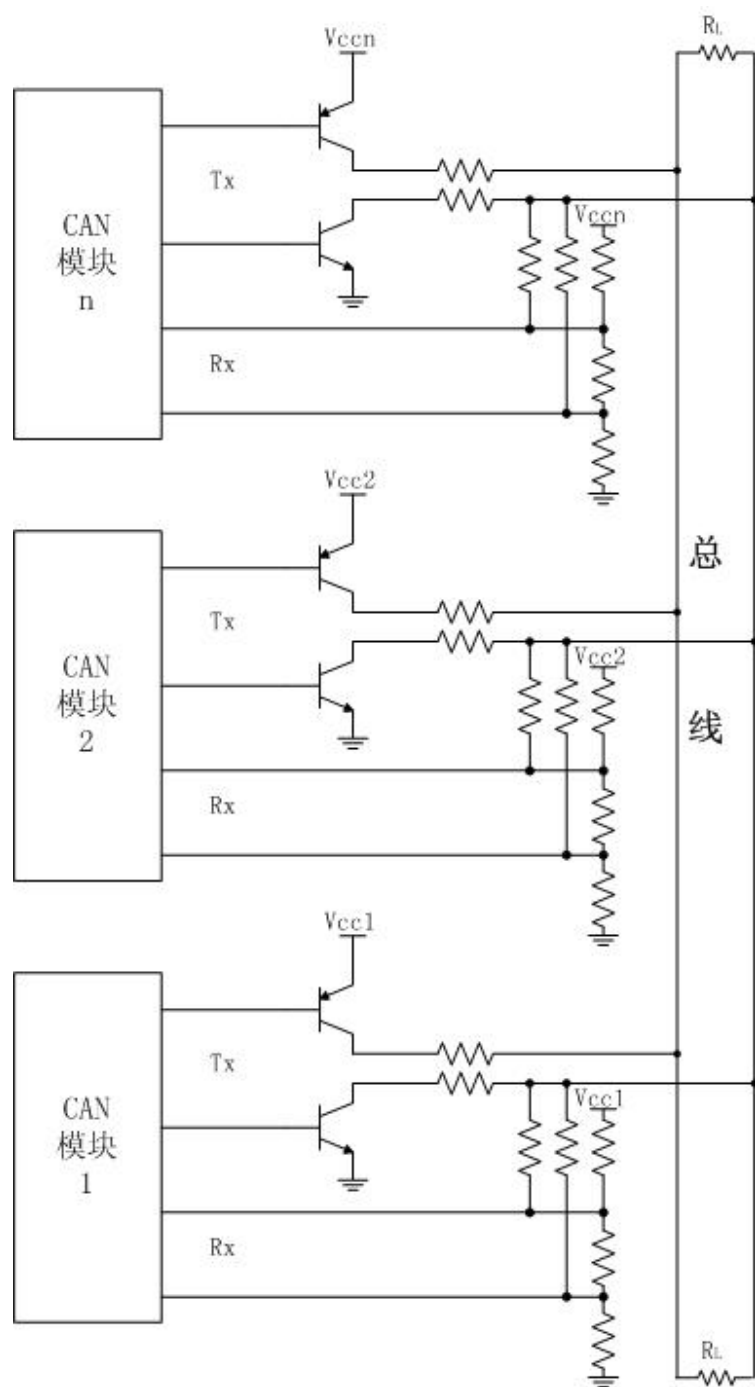 RL
Vccn
CAN
模块
n
Tx
Vccn
Rx
Vcc2
总
线
CAN
模块
2
Tx
Vcc2
Rx
Vcc1
CAN
模块
1
Tx
Vcc1
Rx
RL